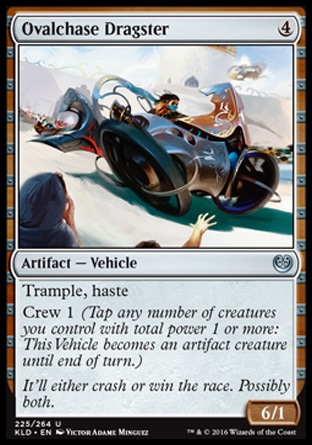 Ovalchase Dragster 4
Artifact — Vehicle
Trample, haste
Crew 1 (Tap any number of creatures
you control with total power 1 or more:
This Vehicle becomes an artifact creature
until end of turn.)
It'll either crash or win the race. Possibly
both.
6/1
225/264 U
KLD • EN Victor Adame Minguez
™ & © 2016 Wizards of the Coast